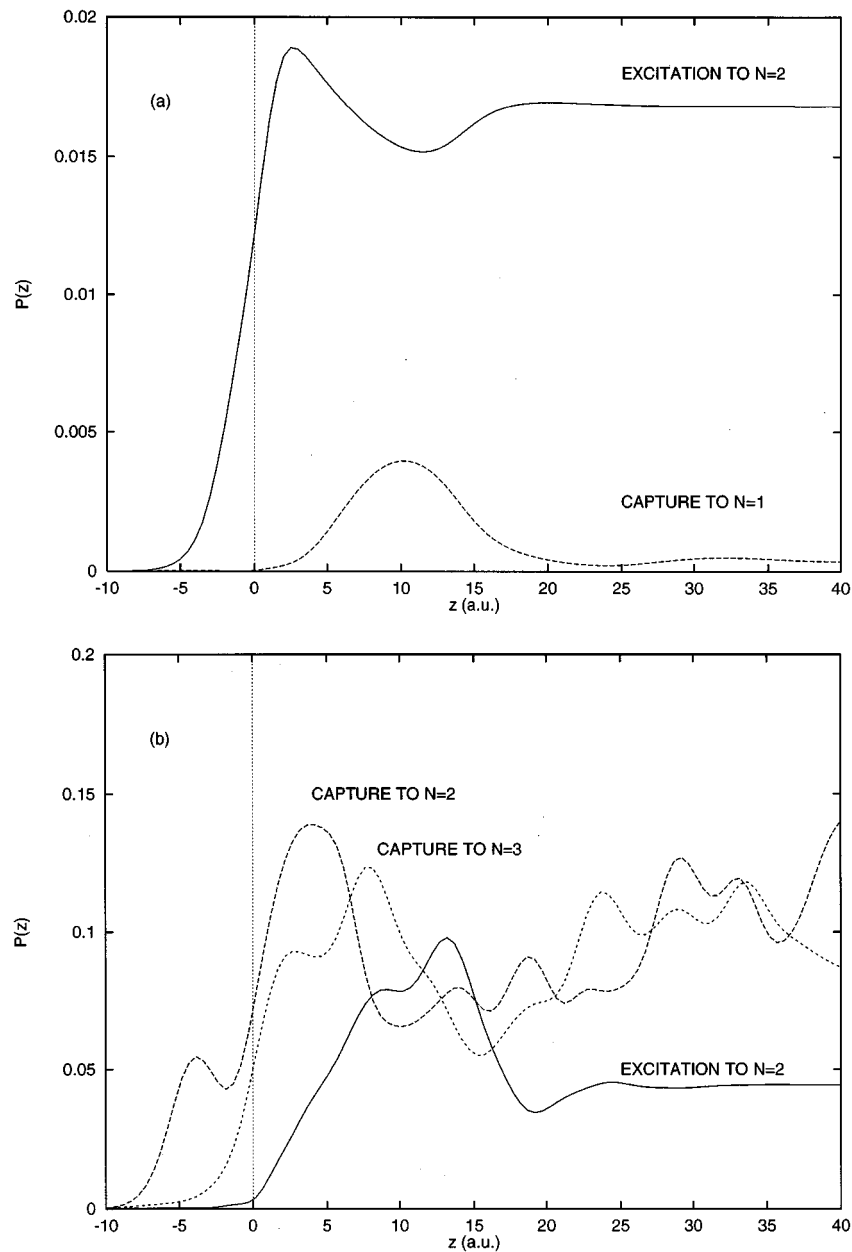 0.02
EXCITATION TO N=2
(a)
0.015
P(z)
0.01
0.005
CAPTURE TO N=1
0
-10 -5 0 5 10 15 20 25 30 35 40
z (a.u.)
0.2
(b)
0.15
CAPTURE TO N=2
CAPTURE TO N=3
P(z)
0.1
0.05
EXCITATION TO N=2
0
-10 -5 0 5 10 15 20 25 30 35 40
z (a.u.)